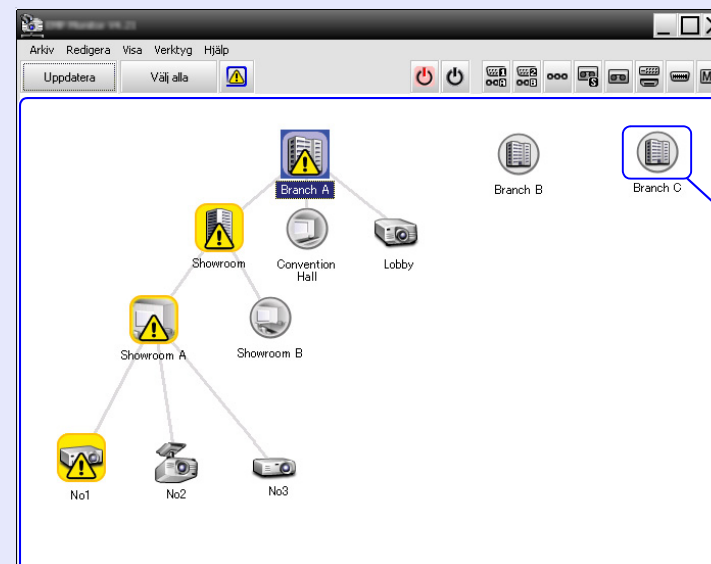 Arkiv Redigera Visa Verktyg Hjälp
Uppdatera Välj alla
Branch A
Branch B
Branch C
Showroom
Convention
Hall
Lobby
Showroom A
Showroom B
No1
No2
No3